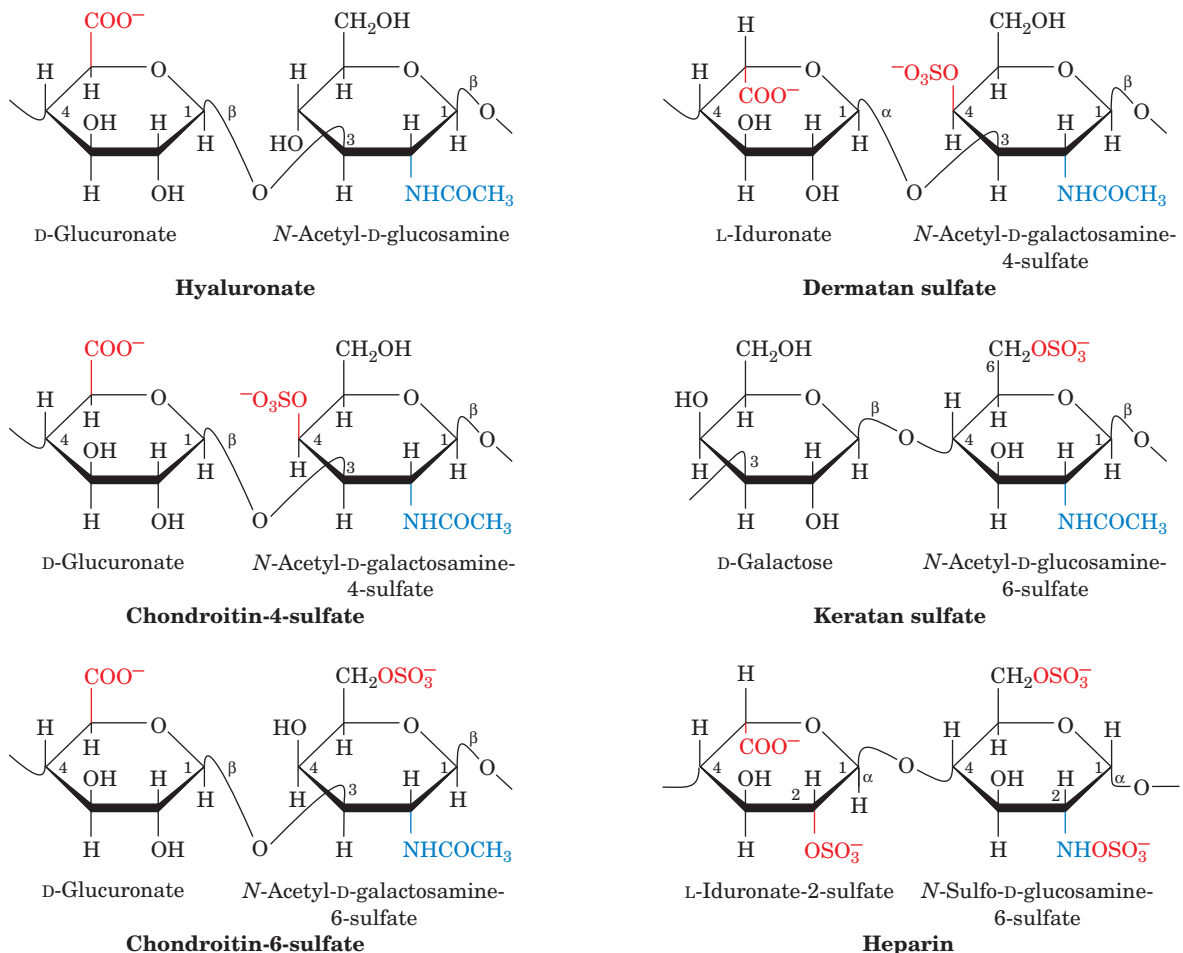 COO⁻
CH₂OH
H
O
β
H
O
β
H
H
H
O
4
1
4
1
OH
H
β
HO
3
H
H
H
H
OH
O
H
NHCOCH₃
D-Glucuronate
N-Acetyl-D-glucosamine
Hyaluronate
H
CH₂OH
H
O
⁻O₃SO
O
β
COO⁻
H
H
O
4
1
4
1
OH
H
α
H
3
H
H
H
OH
O
H
NHCOCH₃
L-Iduronate
N-Acetyl-D-galactosamine-
4-sulfate
Dermatan sulfate
COO⁻
CH₂OH
H
O
⁻O₃SO
O
β
H
H
O
4
1
4
1
OH
H
H
β
H
3
H
H
H
OH
O
H
NHCOCH₃
D-Glucuronate
N-Acetyl-D-galactosamine-
4-sulfate
Chondroitin-4-sulfate
CH₂OH
CH₂OSO₃⁻
6
HO
O
β
H
O
β
H
O
H
O
4
1
H
3
H
H
OH
H
H
H
OH
H
NHCOCH₃
D-Galactose
N-Acetyl-D-glucosamine-
6-sulfate
Keratan sulfate
COO⁻
CH₂OSO₃⁻
H
O
HO
O
β
H
H
O
4
1
4
1
OH
H
H
β
H
3
H
H
H
OH
O
H
NHCOCH₃
D-Glucuronate
N-Acetyl-D-galactosamine-
6-sulfate
Chondroitin-6-sulfate
H
CH₂OSO₃⁻
H
O
H
O
H
COO⁻
O
H
4
1
4
1
OH
H
α
OH
H
α
O
2
H
2
H
OSO₃⁻
H
NHOSO₃⁻
L-Iduronate-2-sulfate
N-Sulfo-D-glucosamine-
6-sulfate
Heparin